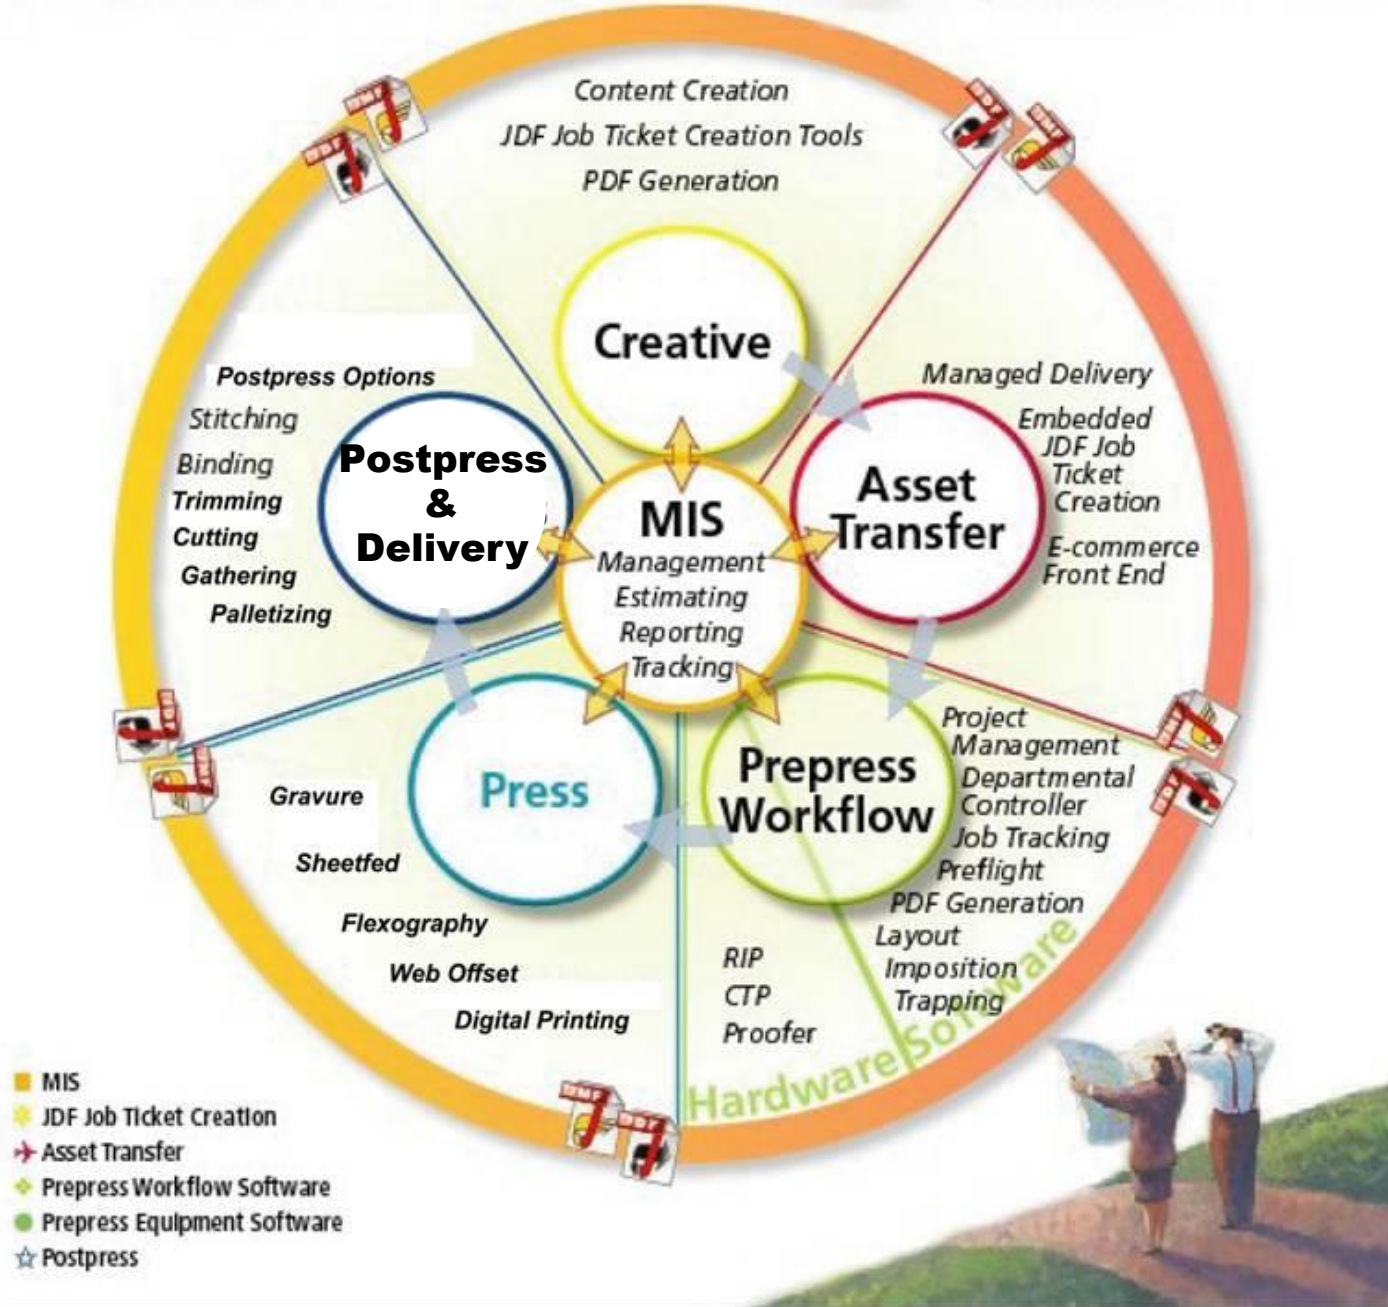 Content Creation
JDF Job Ticket Creation Tools
PDF Generation
Creative
Managed Delivery
Embedded
JDF Job
Ticket
Creation
E-commerce
Front End
Asset
Transfer
Postpress Options
Stitching
Binding
Trimming
Cutting
Gathering
Palletizing
Postpress
&
Delivery
MIS
Management
Estimating
Reporting
Tracking
Project
Management
Departmental
Controller
Job Tracking
Preflight
PDF Generation
Layout
Imposition
Trapping
Prepress
Workflow
RIP
CTP
Proofer
Hardware
Software
Press
Gravure
Sheetfed
Flexography
Web Offset
Digital Printing
MIS
JDF Job Ticket Creation
Asset Transfer
Prepress Workflow Software
Prepress Equipment Software
Postpress